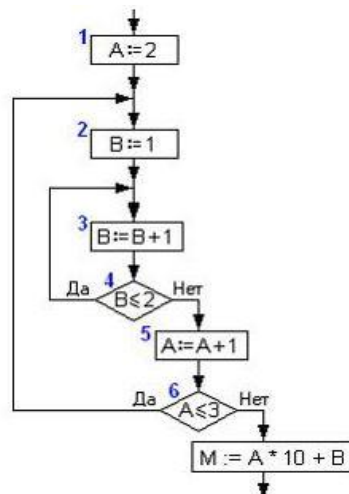 1
A:=2
2
B:=1
3
B:=B+1
4
Да
B≤2
Нет
5
A:=A+1
6
Да
A≤3
Нет
M := A * 10 + B